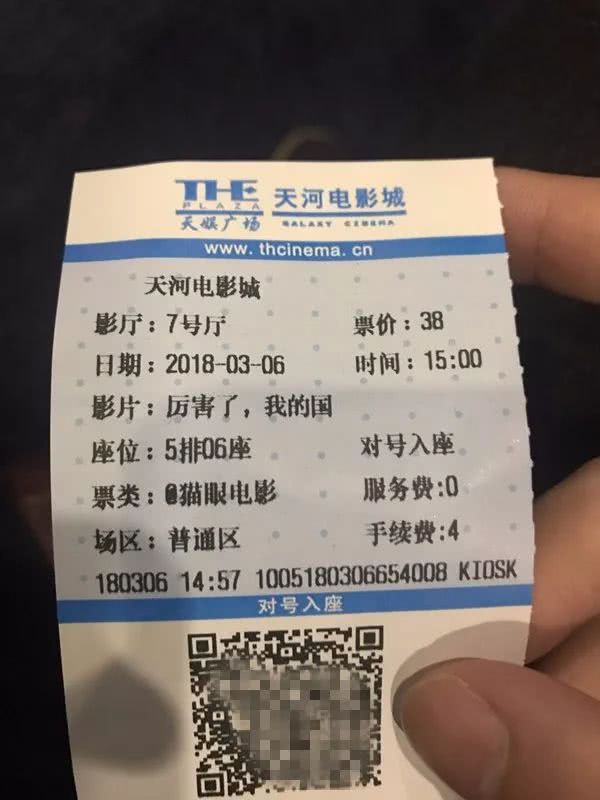 THE
PLAZA
天娱广场
天河电影城
GALAXY CINEMA
www.thcinema.cn
天河电影城
影厅：7号厅 票价：38
日期：2018-03-06 时间：15:00
影片：厉害了，我的国
座位：5排06座 对号入座
票类：@猫眼电影 服务费:0
场区：普通区 手续费:4
180306 14:57 1005180306654008 KIOSK
对号入座